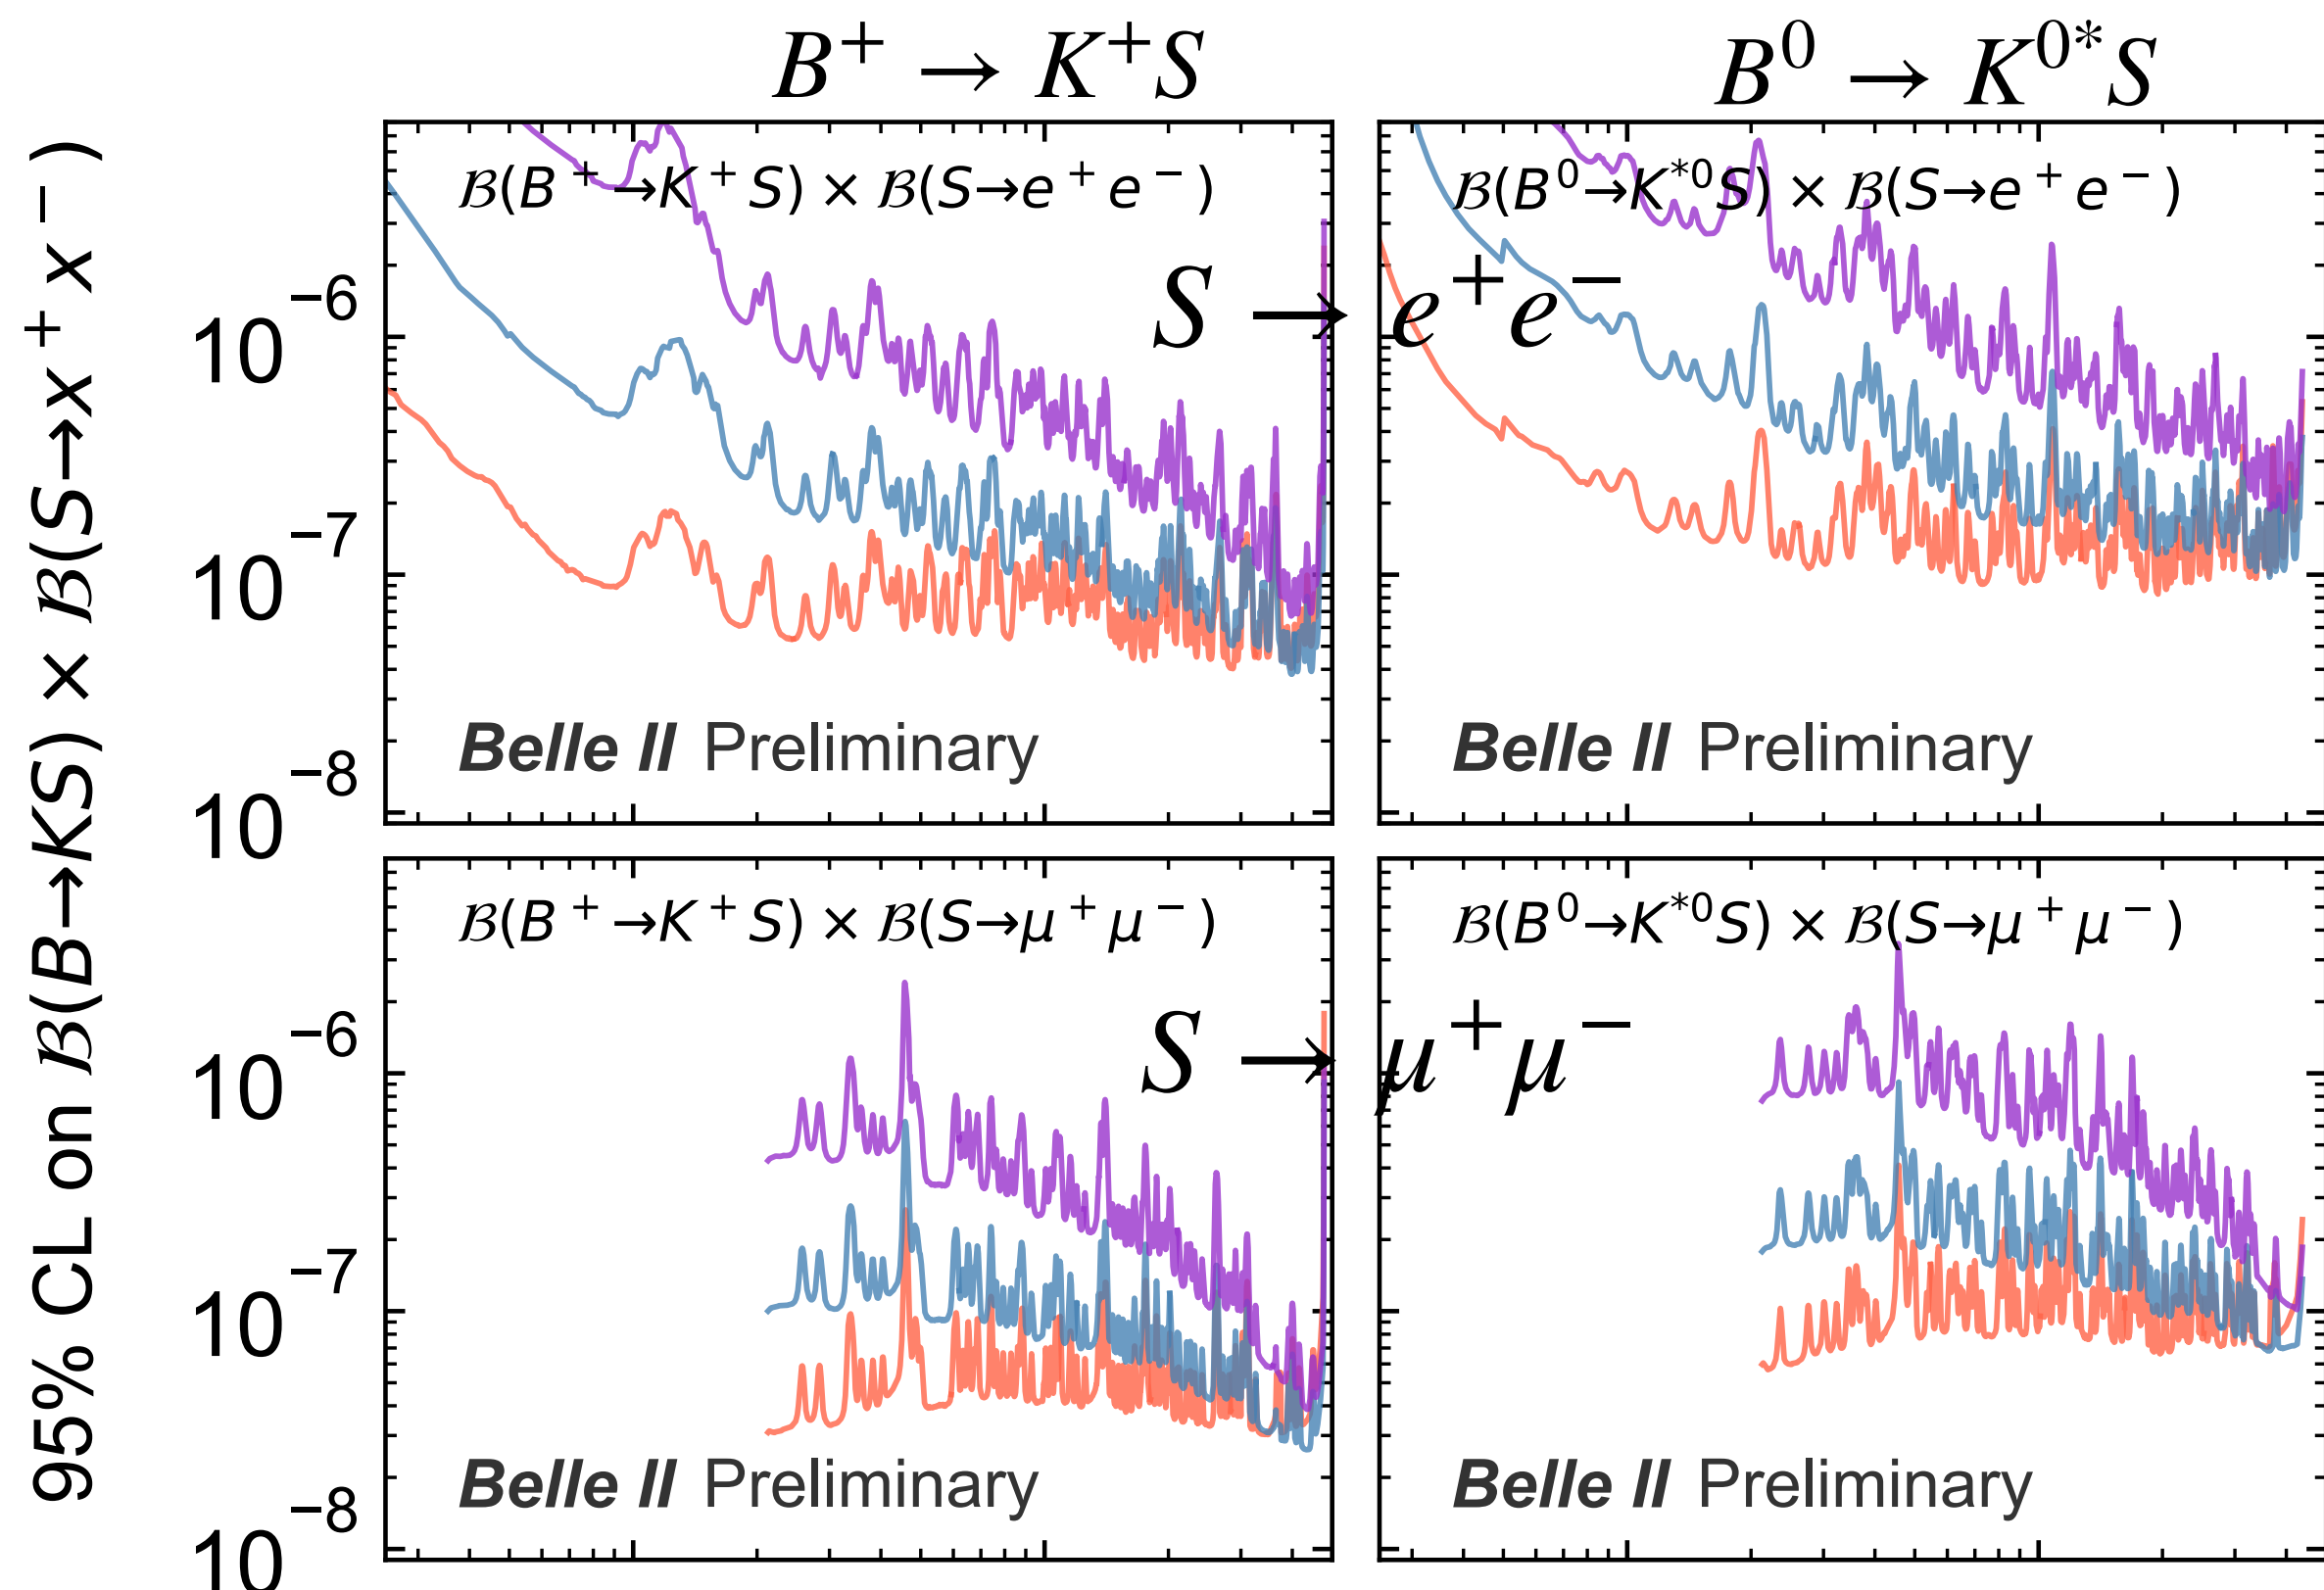 B⁺ → K⁺S
B⁰ → K⁰*S
95% CL on ℬ(B→KS) × ℬ(S→x⁺x⁻)
10⁻⁶
10⁻⁷
10⁻⁸
ℬ(B⁺→K⁺S) × ℬ(S→e⁺e⁻)
Belle II Preliminary
ℬ(B⁰→K*⁰S) × ℬ(S→e⁺e⁻)
Belle II Preliminary
S → e⁺e⁻
10⁻⁶
10⁻⁷
10⁻⁸
ℬ(B⁺→K⁺S) × ℬ(S→μ⁺μ⁻)
Belle II Preliminary
ℬ(B⁰→K*⁰S) × ℬ(S→μ⁺μ⁻)
Belle II Preliminary
S → μ⁺μ⁻